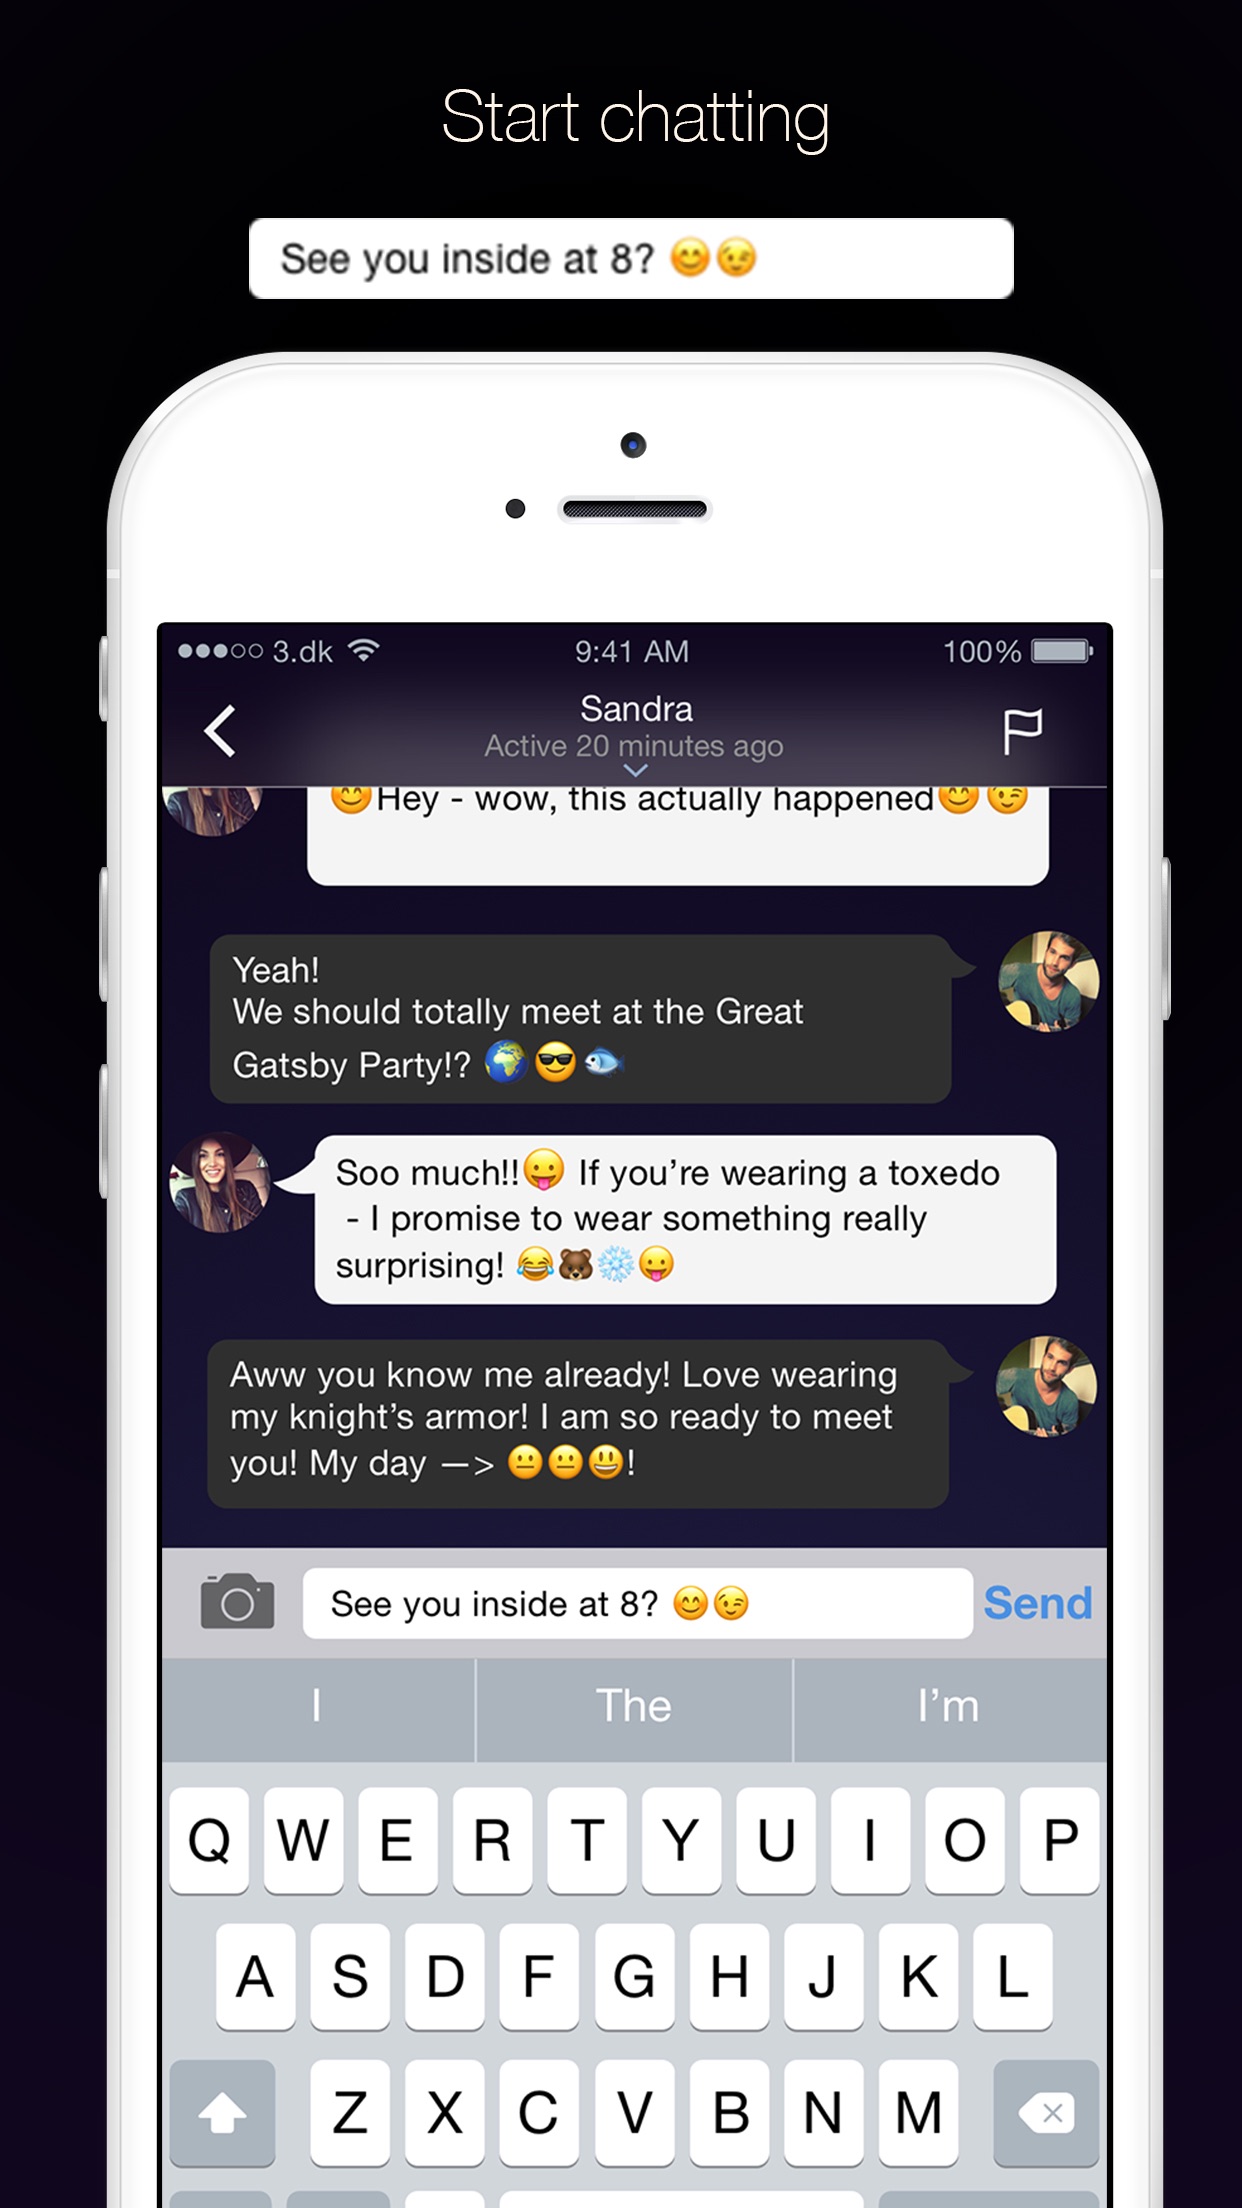 Start chatting
See you inside at 8? 😊😉
3.dk 9:41 AM 100%
Sandra
Active 20 minutes ago
😊Hey - wow, this actually happened😊😉
Yeah!
We should totally meet at the Great
Gatsby Party!? 🌍😎🐟
Soo much!!😛 If you’re wearing a toxedo
- I promise to wear something really
surprising! 😂🐻❄️😛
Aww you know me already! Love wearing
my knight’s armor! I am so ready to meet
you! My day —> 😐😐😃!
See you inside at 8? 😊😉 Send
I The I’m
Q W E R T Y U I O P
A S D F G H J K L
Z X C V B N M